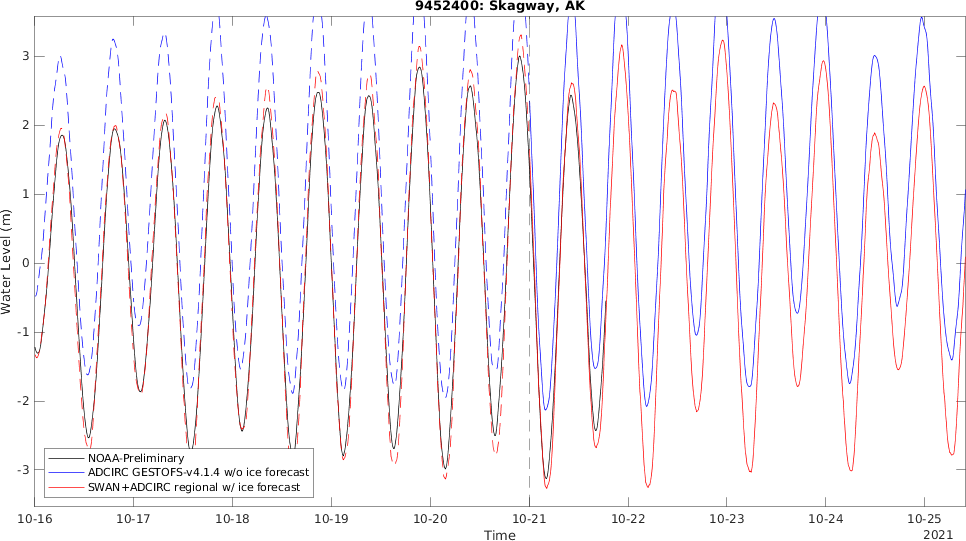 9452400: Skagway, AK
Water Level (m)
3
2
1
0
-1
-2
-3
NOAA-Preliminary
ADCIRC GESTOFS-v4.1.4 w/o ice forecast
SWAN+ADCIRC regional w/ ice forecast
10-16 10-17 10-18 10-19 10-20 10-21 10-22 10-23 10-24 10-25
Time
2021